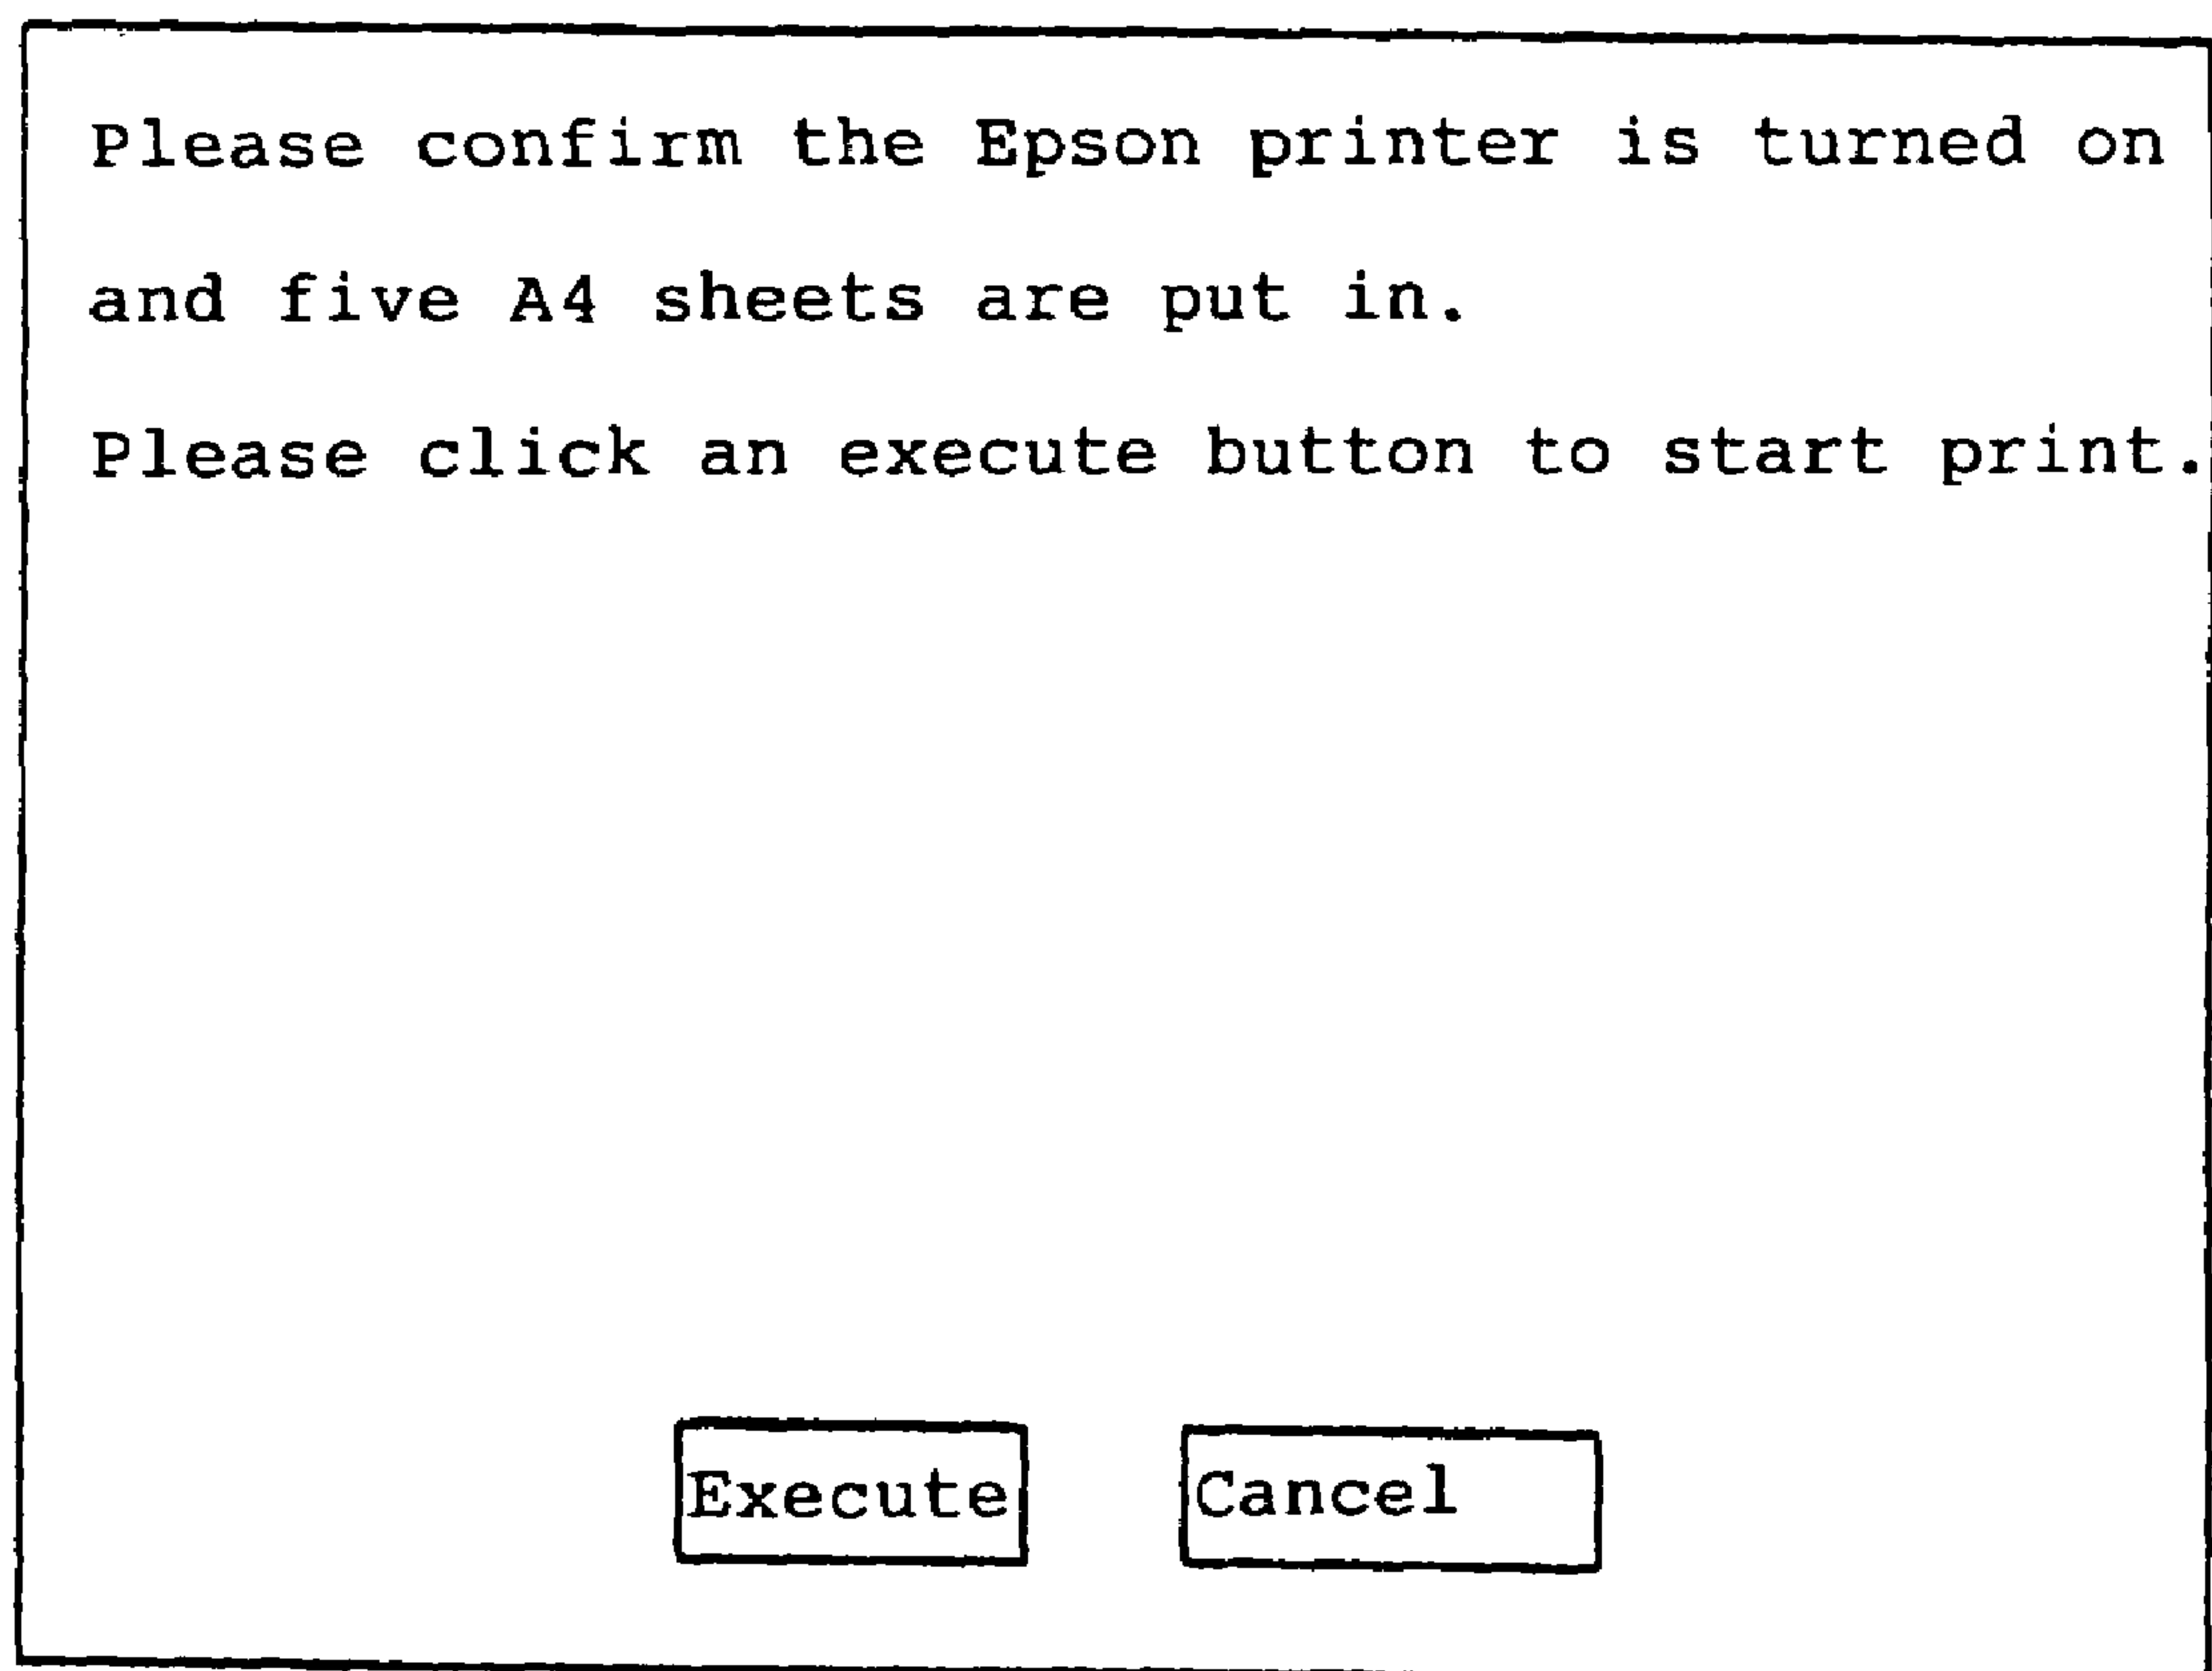 Please confirm the Epson printer is turned on
and five A4 sheets are put in.
Please click an execute button to start print.
Execute Cancel